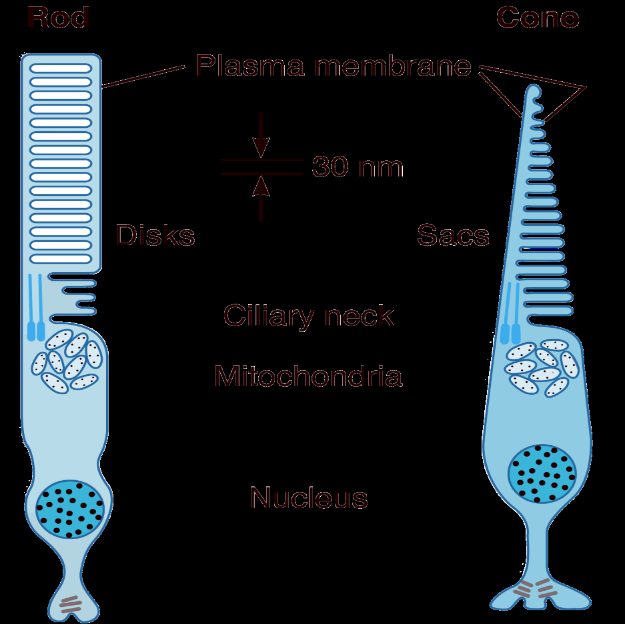 Rod
Cone
Plasma membrane
30 nm
Disks
Sacs
Ciliary neck
Mitochondria
Nucleus